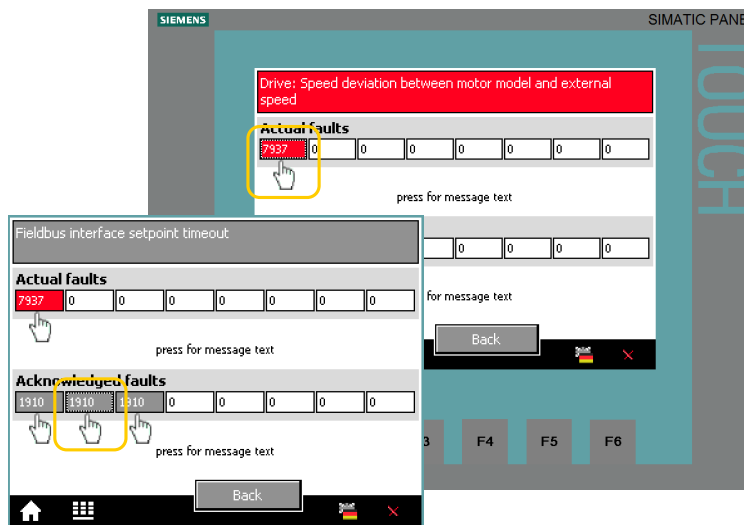 SIEMENS
SIMATIC PANE
TOUCH
Drive: Speed deviation between motor model and external
speed
Actual faults
7937 0 0 0 0 0 0 0
press for message text
0 0 0 0
for message text
Back
3 F4 F5 F6
Fieldbus interface setpoint timeout
Actual faults
7937 0 0 0 0 0 0 0
press for message text
Acknowledged faults
1910 1910 1910 0 0 0 0 0
press for message text
Back